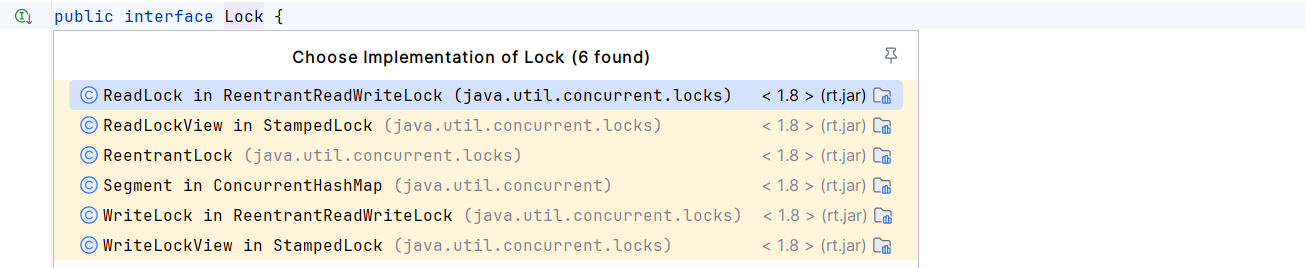 public interface Lock {
Choose Implementation of Lock (6 found)
ReadLock in ReentrantReadWriteLock (java.util.concurrent.locks) < 1.8 > (rt.jar)
ReadLockView in StampedLock (java.util.concurrent.locks) < 1.8 > (rt.jar)
ReentrantLock (java.util.concurrent.locks) < 1.8 > (rt.jar)
Segment in ConcurrentHashMap (java.util.concurrent) < 1.8 > (rt.jar)
WriteLock in ReentrantReadWriteLock (java.util.concurrent.locks) < 1.8 > (rt.jar)
WriteLockView in StampedLock (java.util.concurrent.locks) < 1.8 > (rt.jar)